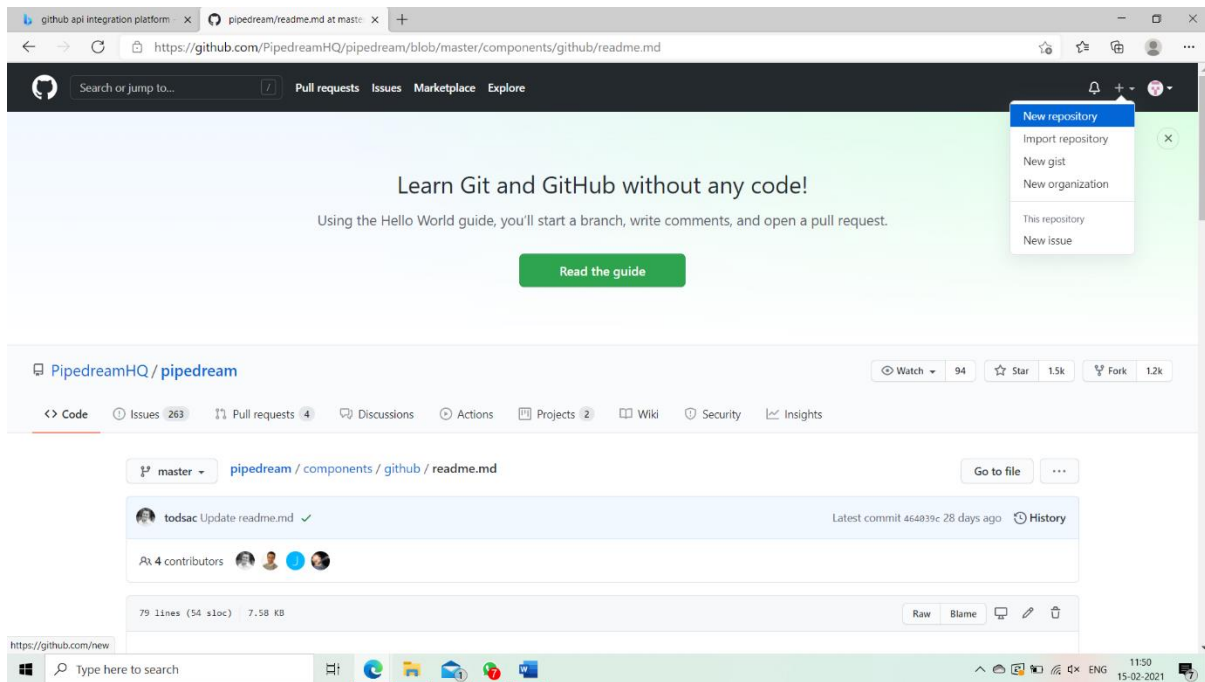 github api integration platform -
pipedream/readme.md at maste
https://github.com/PipedreamHQ/pipedream/blob/master/components/github/readme.md
Search or jump to... / Pull requests Issues Marketplace Explore
New repository
Import repository
New gist
New organization
This repository
New issue
Learn Git and GitHub without any code!
Using the Hello World guide, you'll start a branch, write comments, and open a pull request.
Read the guide
PipedreamHQ / pipedream
Watch 94 Star 1.5k Fork 1.2k
<> Code Issues 263 Pull requests 4 Discussions Actions Projects 2 Wiki Security Insights
master pipedream / components / github / readme.md Go to file ...
todsac Update readme.md Latest commit 464039c 28 days ago History
4 contributors J
79 lines (54 sloc) 7.58 KB Raw Blame
https://github.com/new
Type here to search
ENG
11:50
15-02-2021